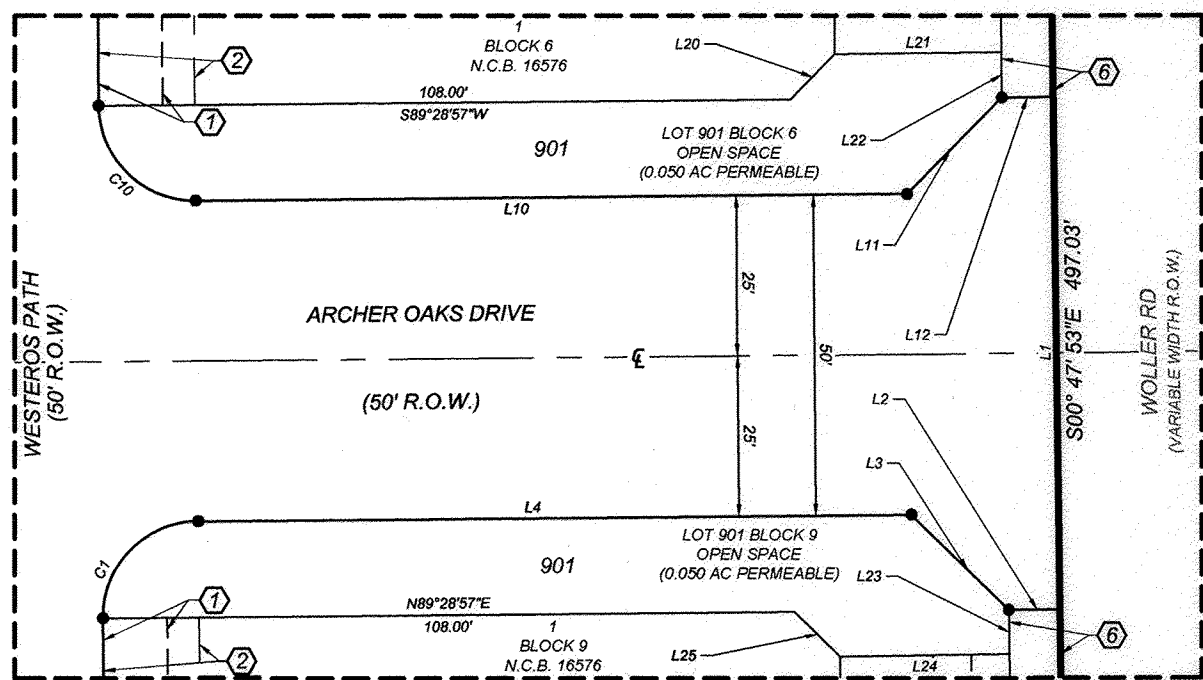 1
BLOCK 6
N.C.B. 16576
L20
L21
2
6
108.00'
S89°28'57"W
1
LOT 901 BLOCK 6
OPEN SPACE
(0.050 AC PERMEABLE)
L22
901
C10
L10
L11
25'
ARCHER OAKS DRIVE
L12
WESTEROS PATH
(50' R.O.W.)
℄
50'
L1
S00° 47' 53"E 497.03'
WOLLER RD
(VARIABLE WIDTH R.O.W.)
(50' R.O.W.)
L2
25'
L3
L4
LOT 901 BLOCK 9
OPEN SPACE
(0.050 AC PERMEABLE)
901
L23
C1
1
N89°28'57"E
108.00'
1
BLOCK 9
N.C.B. 16576
2
L25
L24
6